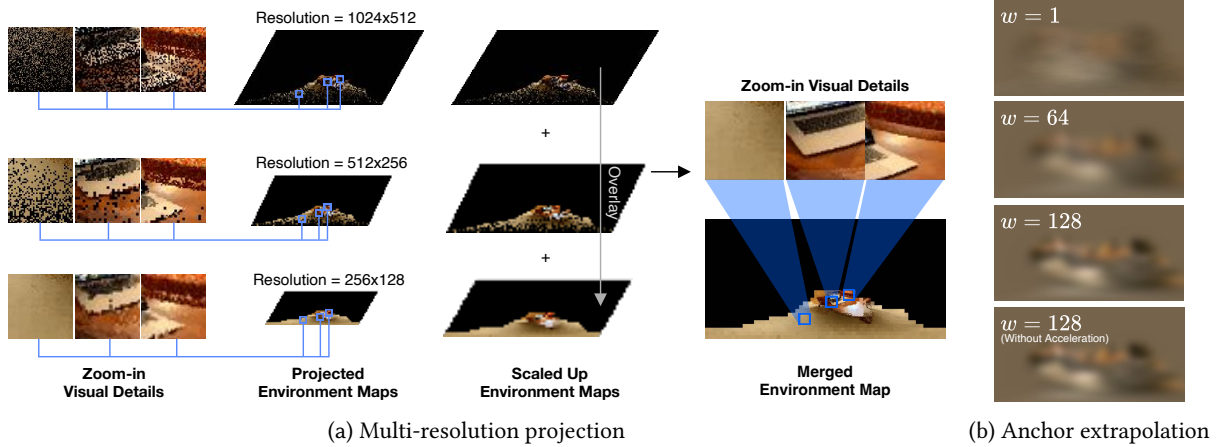 Resolution = 1024x512
Resolution = 512x256
Resolution = 256x128
+
+
Overlay
Zoom-in
Visual Details
Projected
Environment Maps
Scaled Up
Environment Maps
Zoom-in Visual Details
Merged
Environment Map
(a) Multi-resolution projection
w = 1
w = 64
w = 128
w = 128
(Without Acceleration)
(b) Anchor extrapolation